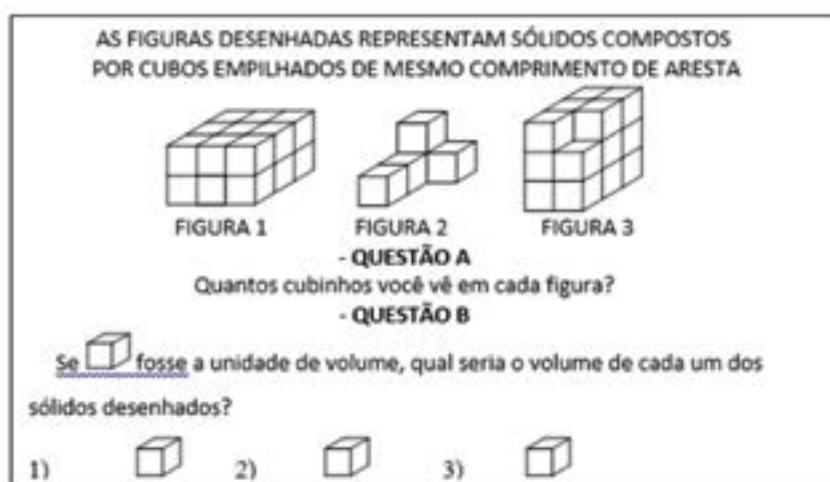 AS FIGURAS DESENHADAS REPRESENTAM SÓLIDOS COMPOSTOS
POR CUBOS EMPILHADOS DE MESMO COMPRIMENTO DE ARESTA
FIGURA 1 FIGURA 2 FIGURA 3
- QUESTÃO A
Quantos cubinhos você vê em cada figura?
- QUESTÃO B
Se fosse a unidade de volume, qual seria o volume de cada um dos
sólidos desenhados?
1) 2) 3)